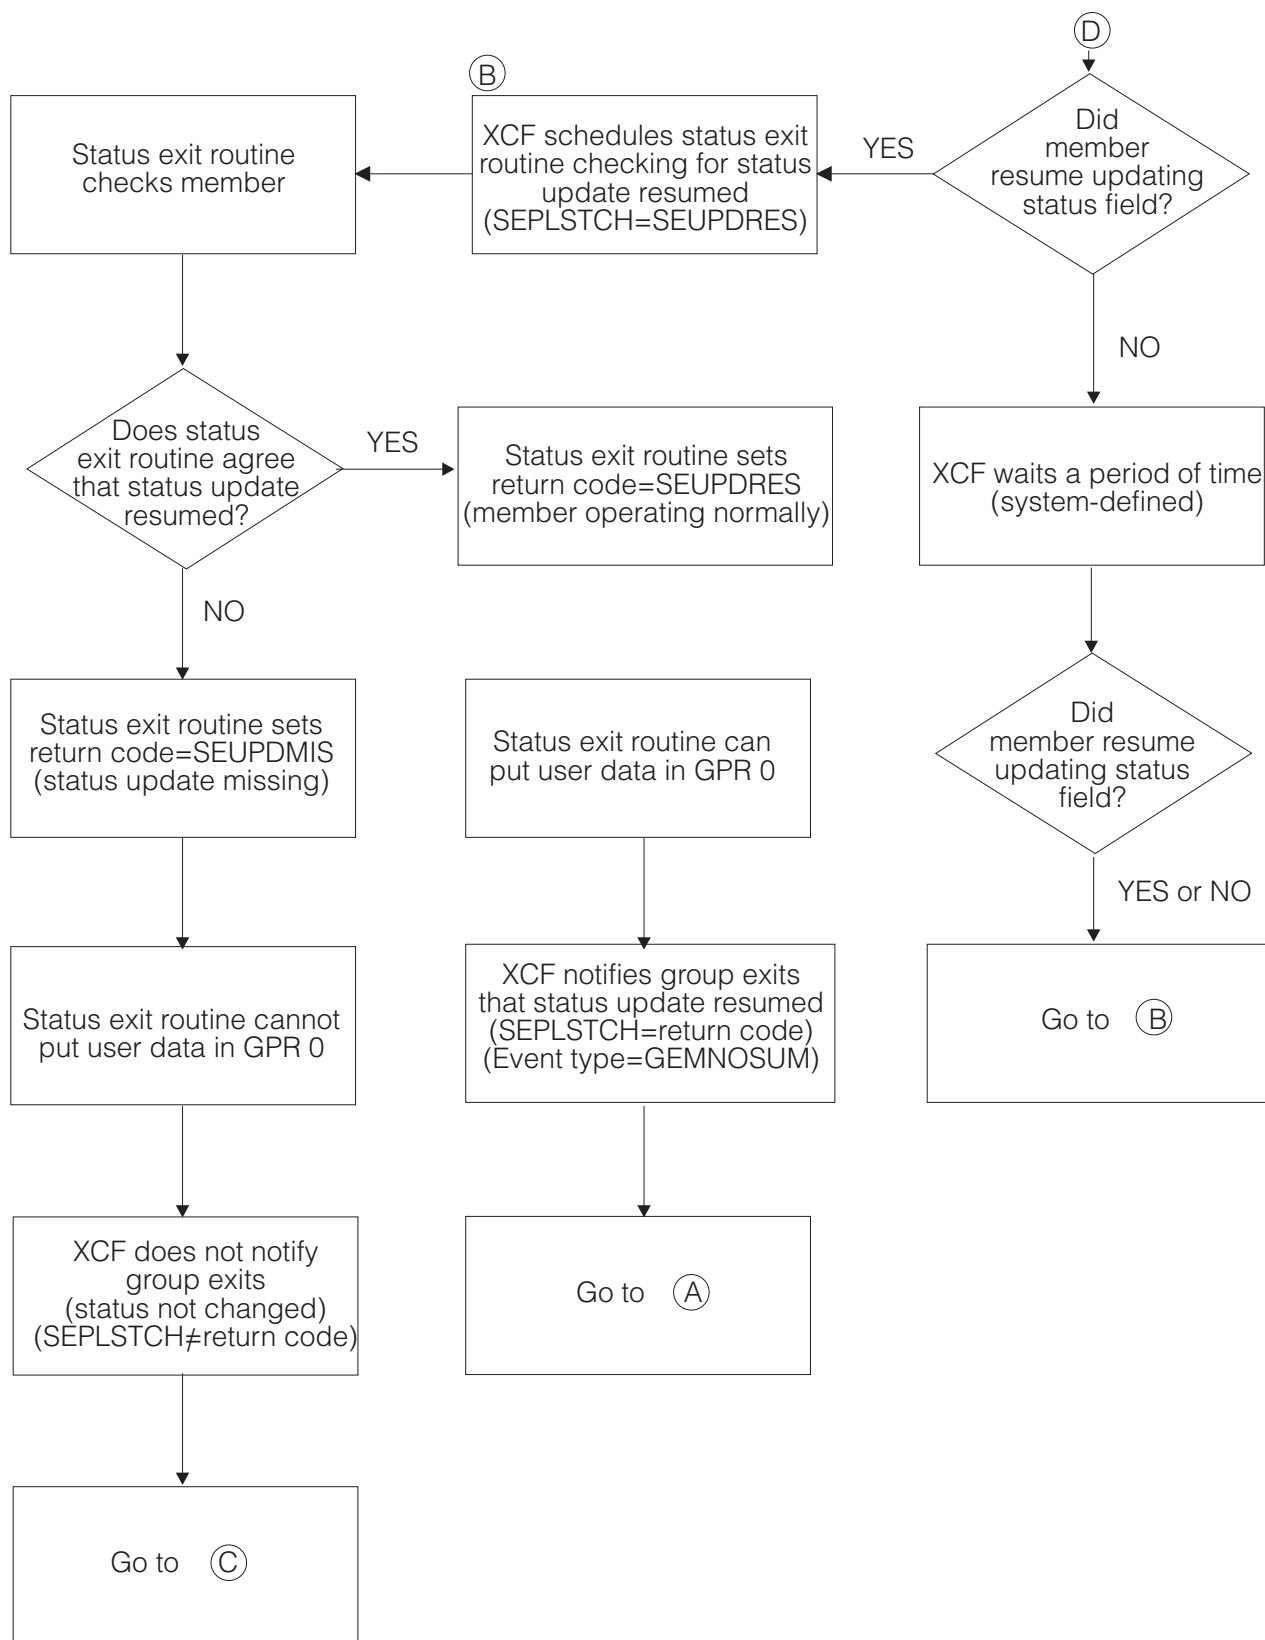 D
Did
member
resume updating
status field?
YES
B
XCF schedules status exit
routine checking for status
update resumed
(SEPLSTCH=SEUPDRES)
Status exit routine
checks member
NO
Does status
exit routine agree
that status update
resumed?
YES
Status exit routine sets
return code=SEUPDRES
(member operating normally)
XCF waits a period of time
(system-defined)
NO
Status exit routine sets
return code=SEUPDMIS
(status update missing)
Status exit routine can
put user data in GPR 0
Did
member resume
updating status
field?
YES or NO
Status exit routine cannot
put user data in GPR 0
XCF notifies group exits
that status update resumed
(SEPLSTCH=return code)
(Event type=GEMNOSUM)
Go to B
XCF does not notify
group exits
(status not changed)
(SEPLSTCH≠return code)
Go to A
Go to C